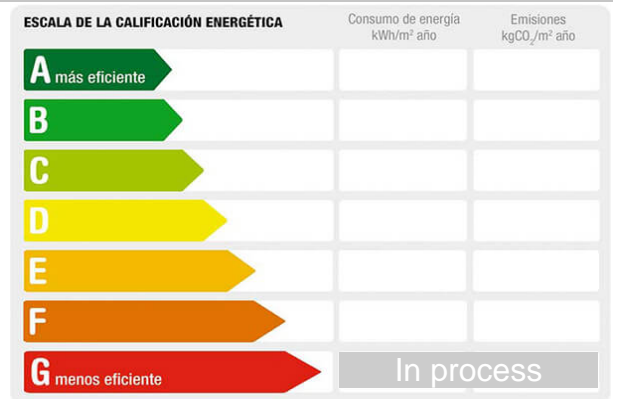 ESCALA DE LA CALIFICACIÓN ENERGÉTICA
Consumo de energía
kWh/m² año
Emisiones
kgCO₂/m² año
A más eficiente
B
C
D
E
F
G menos eficiente
In process